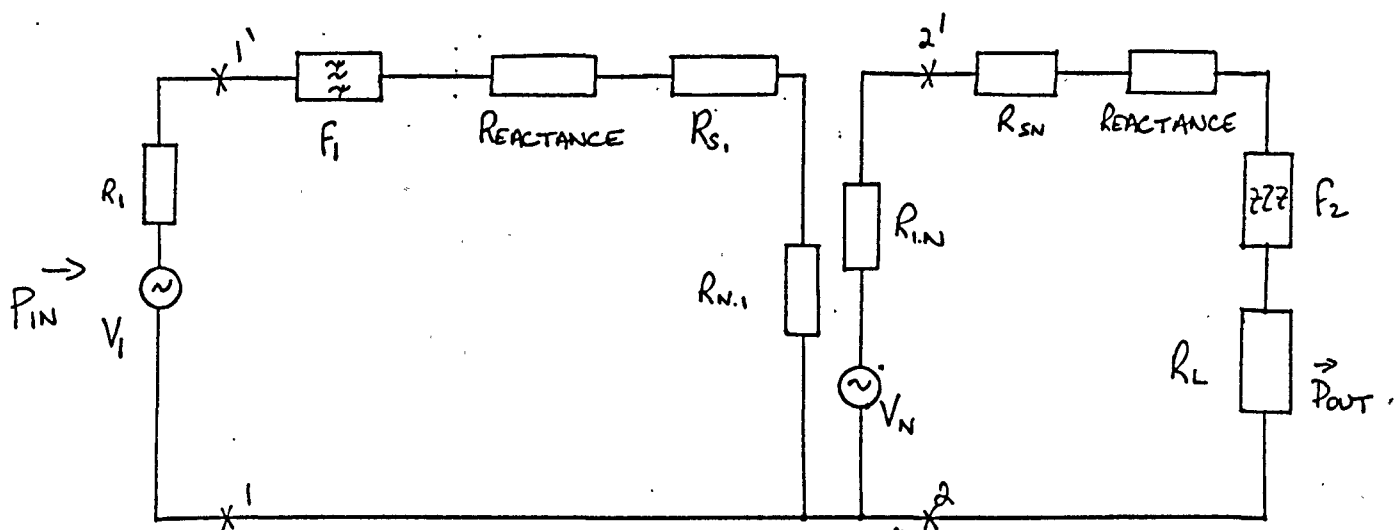 1'
2'
F1
REACTANCE
RS1
RSN
REACTANCE
R1
R1.N
F2
PIN
V1
RN.1
VN
RL
POUT.
1
2